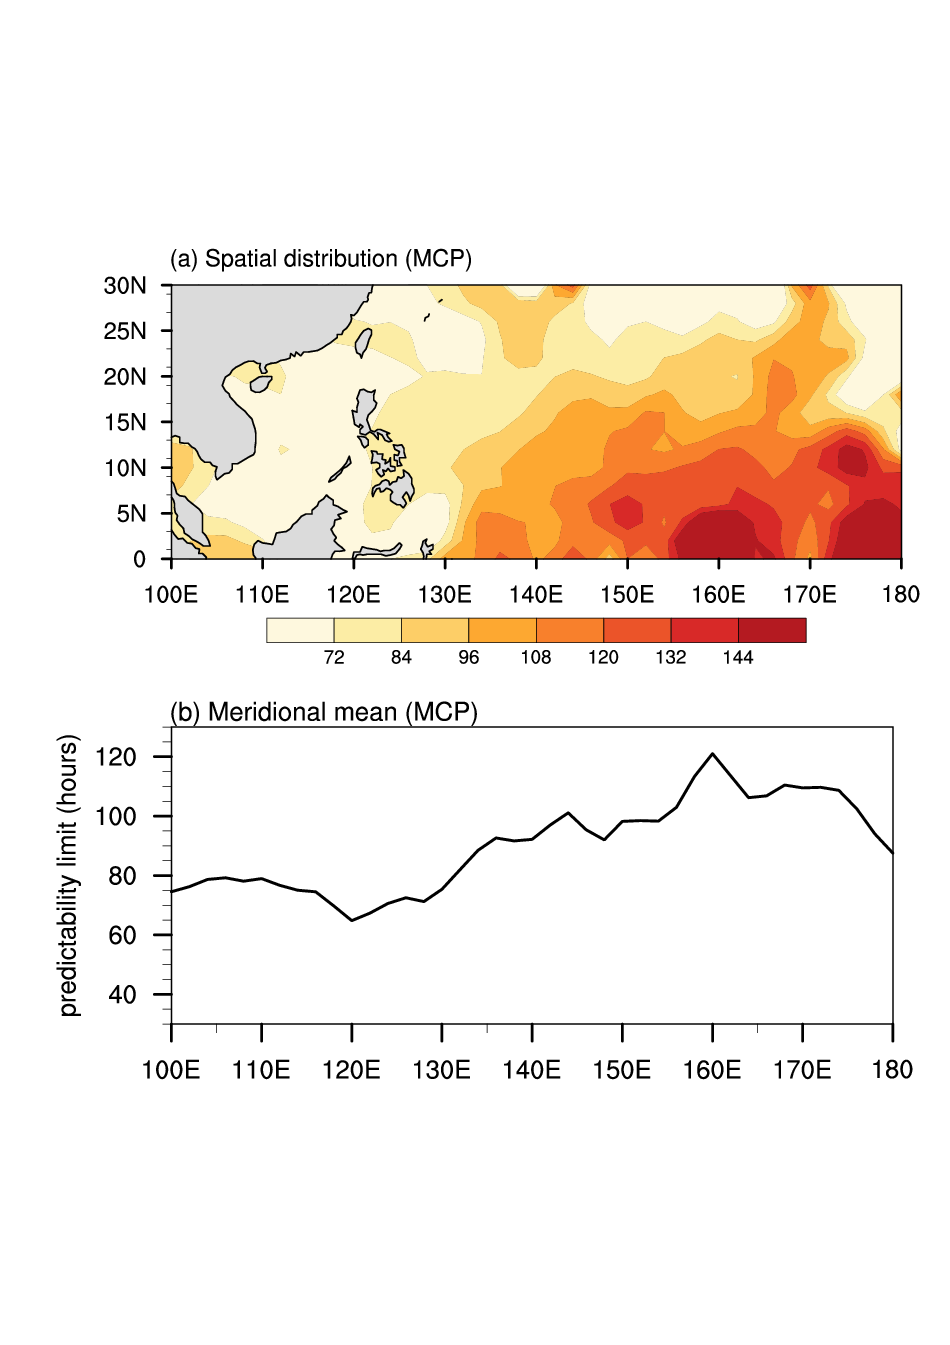 (a) Spatial distribution (MCP)
30N
25N
20N
15N
10N
5N
0
100E 110E 120E 130E 140E 150E 160E 170E 180
72 84 96 108 120 132 144
(b) Meridional mean (MCP)
predictability limit (hours)
120
100
80
60
40
100E 110E 120E 130E 140E 150E 160E 170E 180